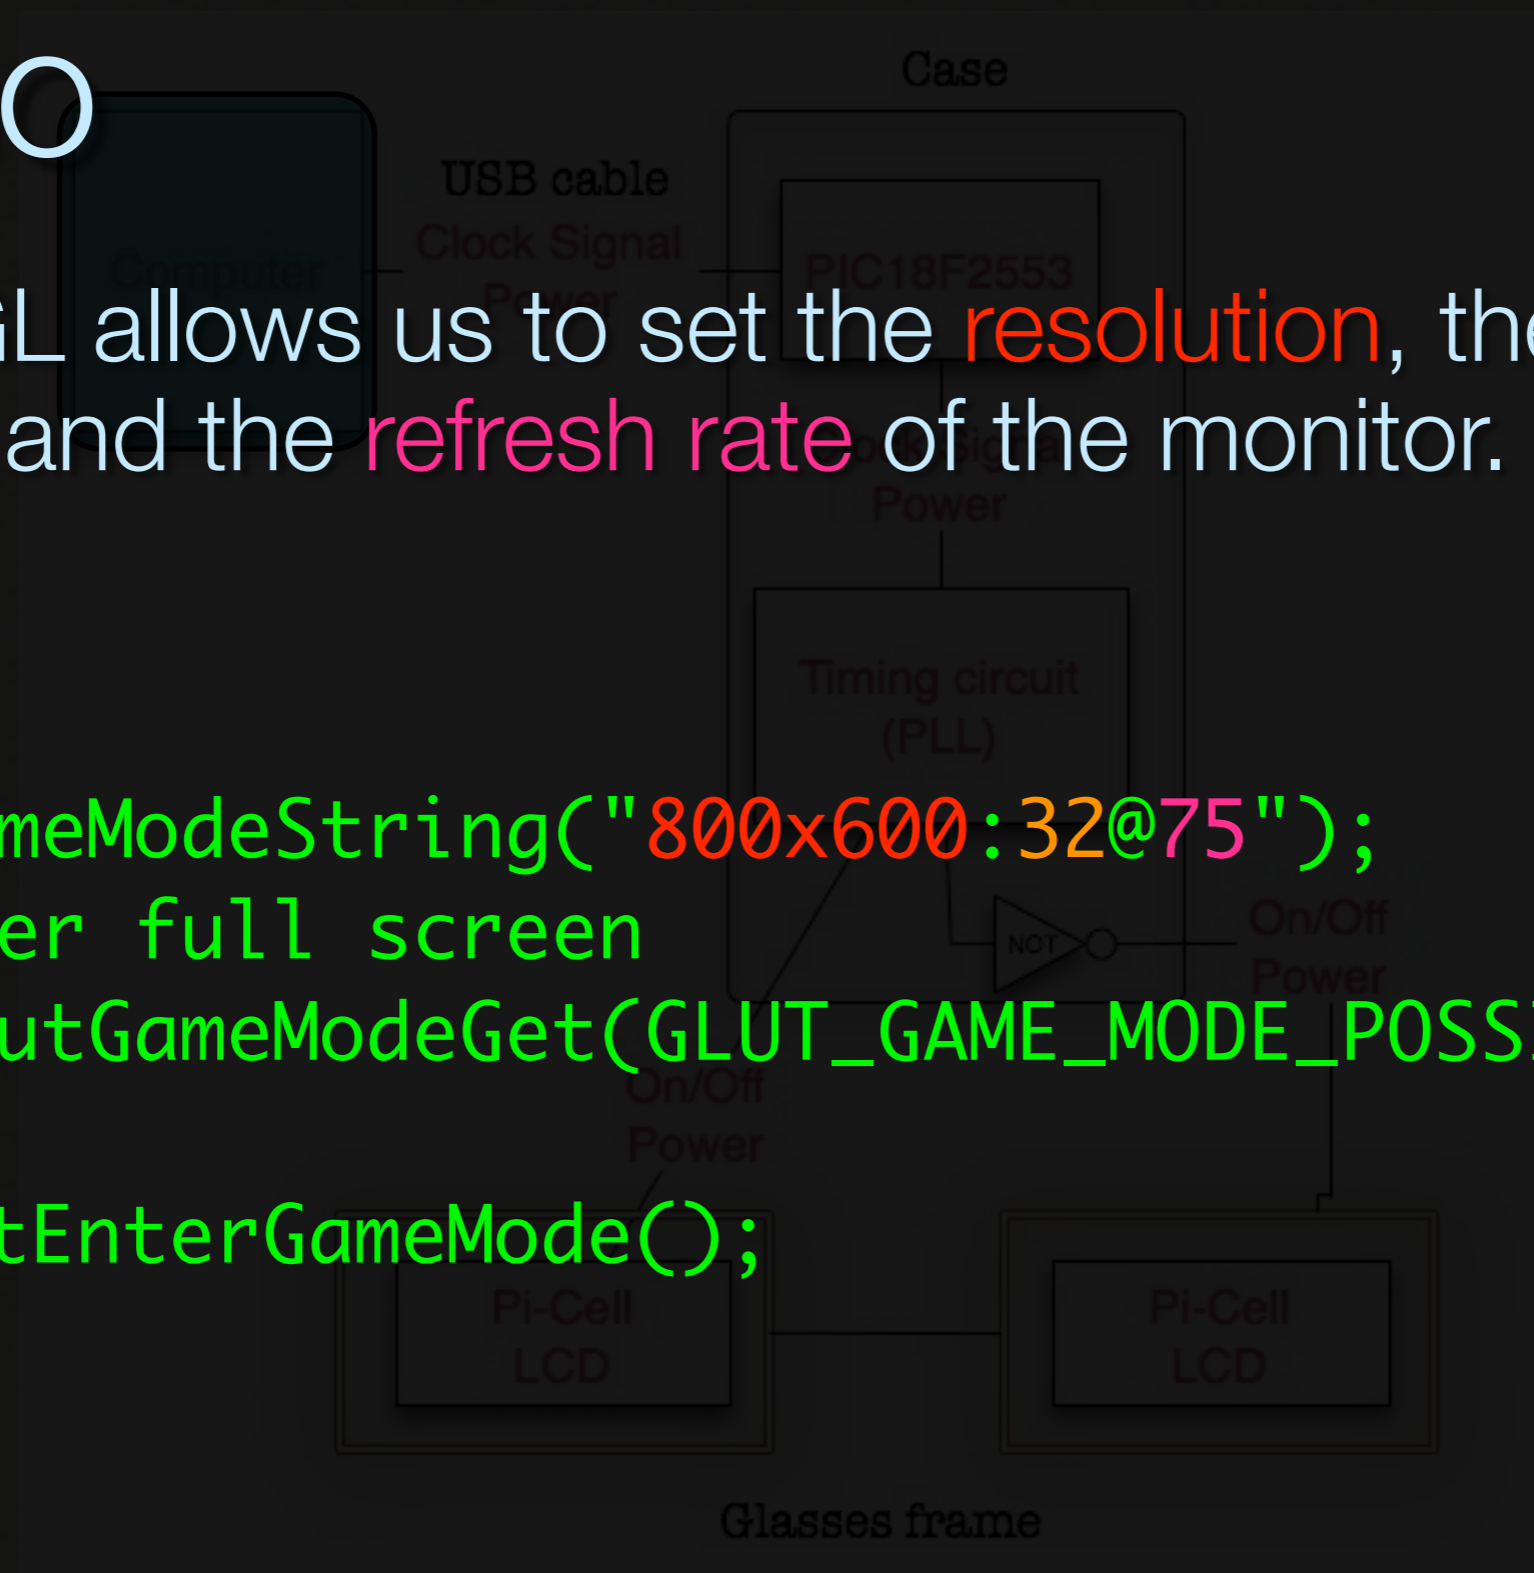 O
Case
USB cable
Clock Signal
Power
Computer
PIC18F2553
GL allows us to set the resolution, the
and the refresh rate of the monitor.
Clock Signal
Power
Timing circuit
(PLL)
meModeString("800x600:32@75");
er full screen
NOT
On/Off
Power
utGameModeGet(GLUT_GAME_MODE_POSS
On/Off
Power
tEnterGameMode();
Pi-Cell
LCD
Pi-Cell
LCD
Glasses frame